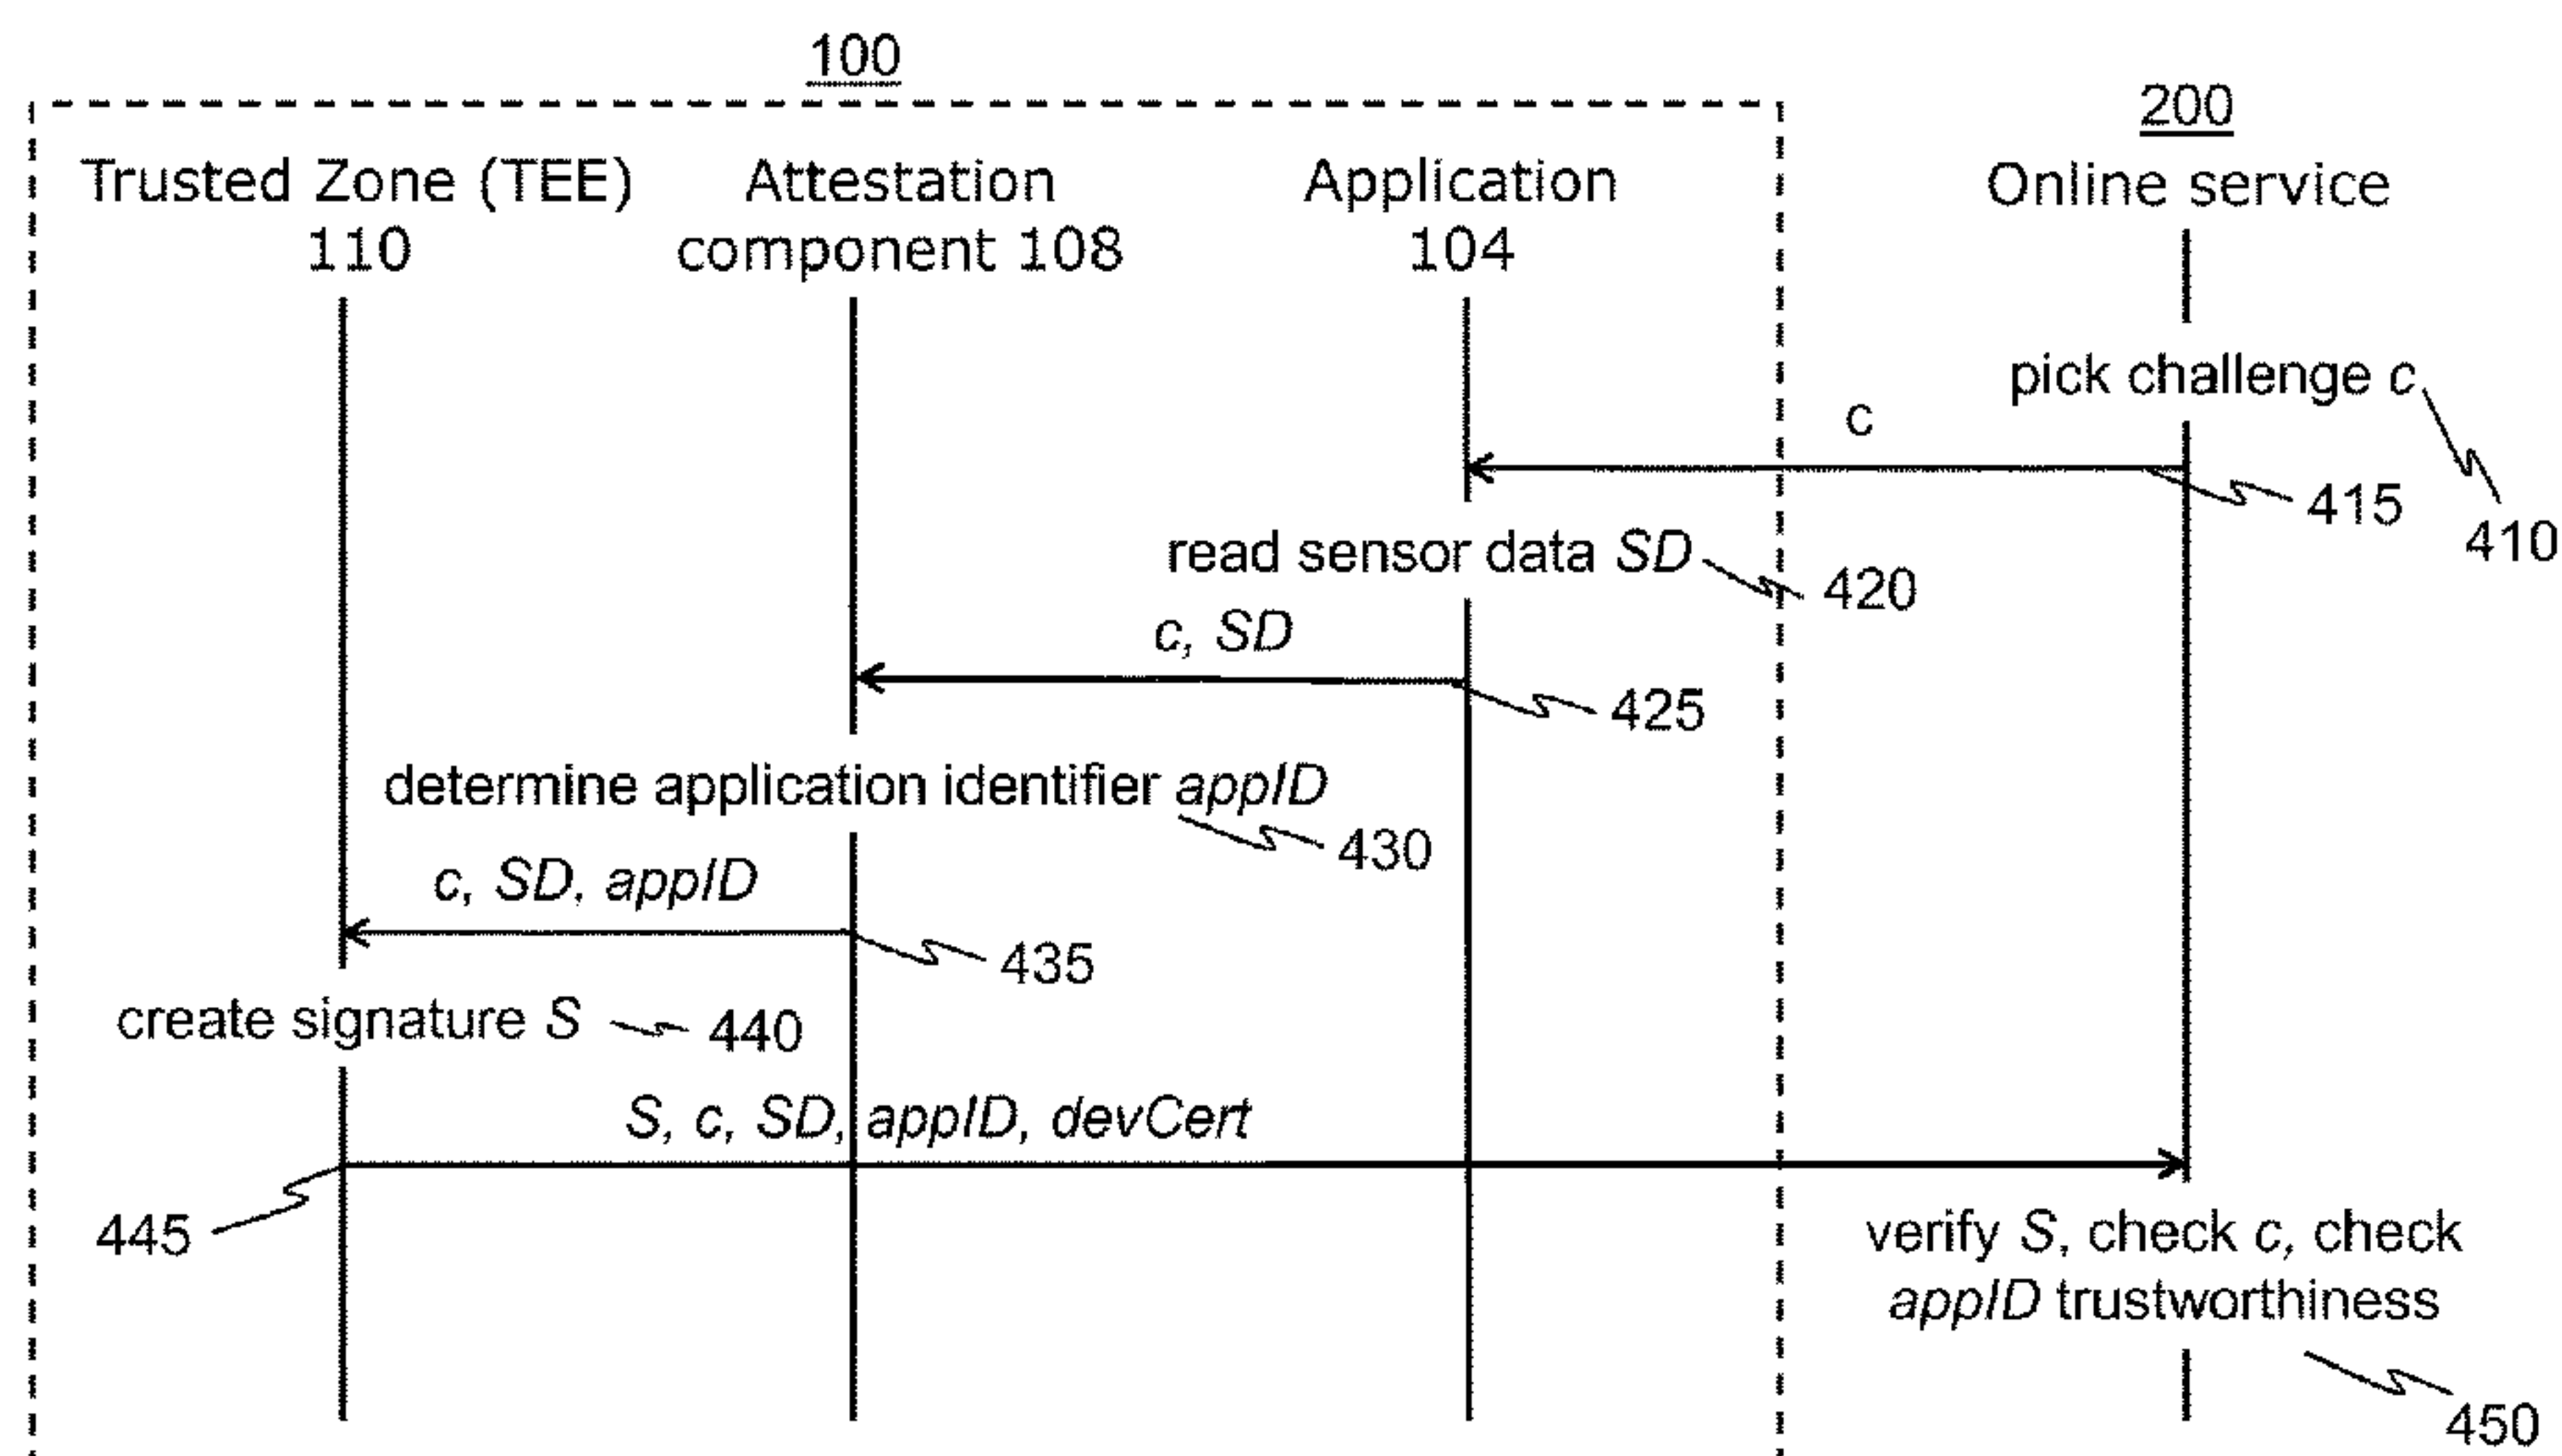 100
200
Trusted Zone (TEE)
110
Attestation
component 108
Application
104
Online service
pick challenge c
410
c
415
read sensor data SD
420
c, SD
425
determine application identifier appID
430
c, SD, appID
435
create signature S
440
S, c, SD, appID, devCert
445
verify S, check c, check
appID trustworthiness
450